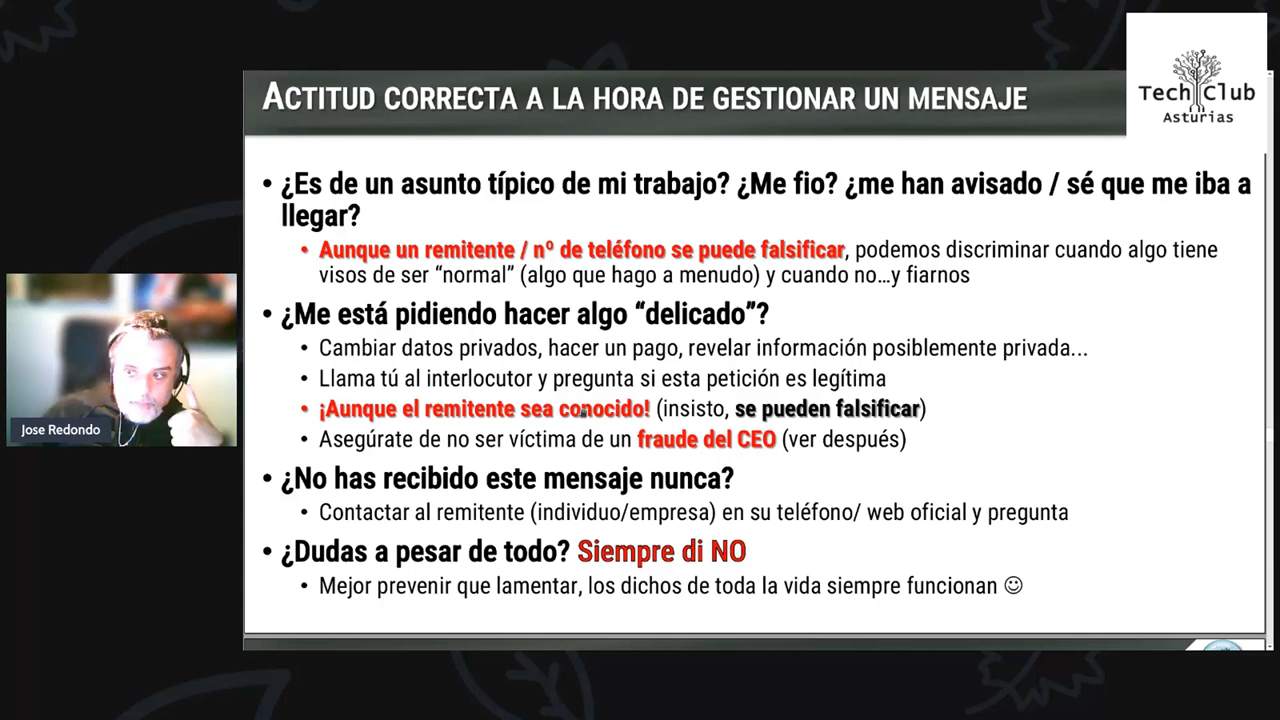 ACTITUD CORRECTA A LA HORA DE GESTIONAR UN MENSAJE
Tech Club
Asturias
• ¿Es de un asunto típico de mi trabajo? ¿Me fio? ¿me han avisado / sé que me iba a
llegar?
• Aunque un remitente / nº de teléfono se puede falsificar, podemos discriminar cuando algo tiene
visos de ser “normal” (algo que hago a menudo) y cuando no…y fiarnos
• ¿Me está pidiendo hacer algo “delicado”?
• Cambiar datos privados, hacer un pago, revelar información posiblemente privada...
• Llama tú al interlocutor y pregunta si esta petición es legítima
• ¡Aunque el remitente sea conocido! (insisto, se pueden falsificar)
• Asegúrate de no ser víctima de un fraude del CEO (ver después)
• ¿No has recibido este mensaje nunca?
• Contactar al remitente (individuo/empresa) en su teléfono/ web oficial y pregunta
• ¿Dudas a pesar de todo? Siempre di NO
• Mejor prevenir que lamentar, los dichos de toda la vida siempre funcionan ☺
Jose Redondo